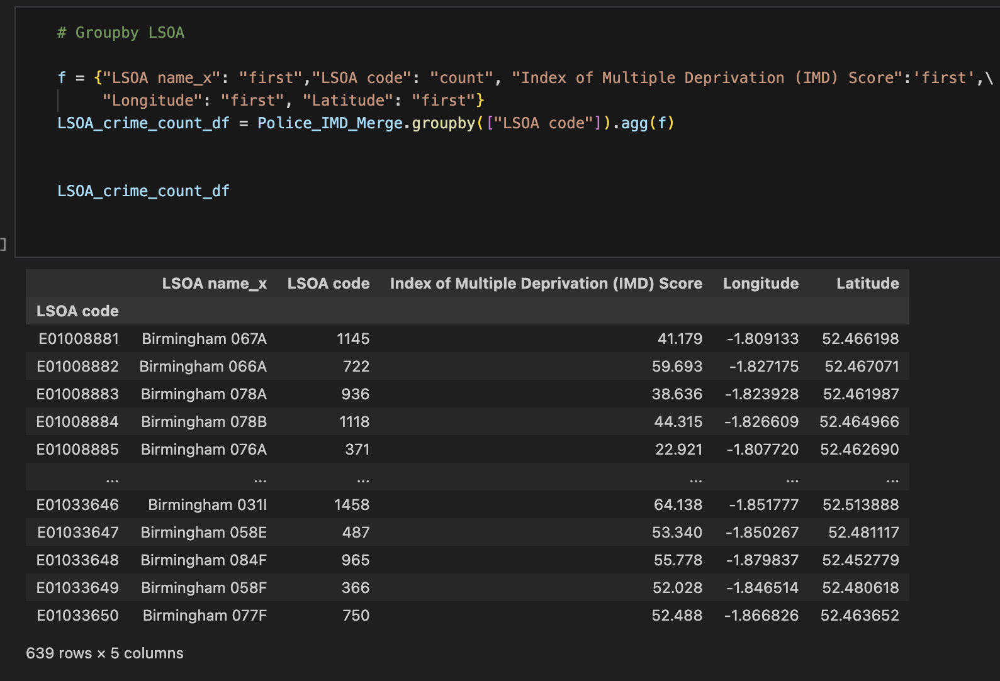 # Groupby LSOA
f = {"LSOA name_x": "first","LSOA code": "count", "Index of Multiple Deprivation (IMD) Score":'first',\
"Longitude": "first", "Latitude": "first"}
LSOA_crime_count_df = Police_IMD_Merge.groupby(["LSOA code"]).agg(f)
LSOA_crime_count_df
]
LSOA name_x LSOA code Index of Multiple Deprivation (IMD) Score Longitude Latitude
LSOA code
E01008881 Birmingham 067A 1145 41.179 -1.809133 52.466198
E01008882 Birmingham 066A 722 59.693 -1.827175 52.467071
E01008883 Birmingham 078A 936 38.636 -1.823928 52.461987
E01008884 Birmingham 078B 1118 44.315 -1.826609 52.464966
E01008885 Birmingham 076A 371 22.921 -1.807720 52.462690
... ... ... ... ... ...
E01033646 Birmingham 031I 1458 64.138 -1.851777 52.513888
E01033647 Birmingham 058E 487 53.340 -1.850267 52.481117
E01033648 Birmingham 084F 965 55.778 -1.879837 52.452779
E01033649 Birmingham 058F 366 52.028 -1.846514 52.480618
E01033650 Birmingham 077F 750 52.488 -1.866826 52.463652
639 rows × 5 columns